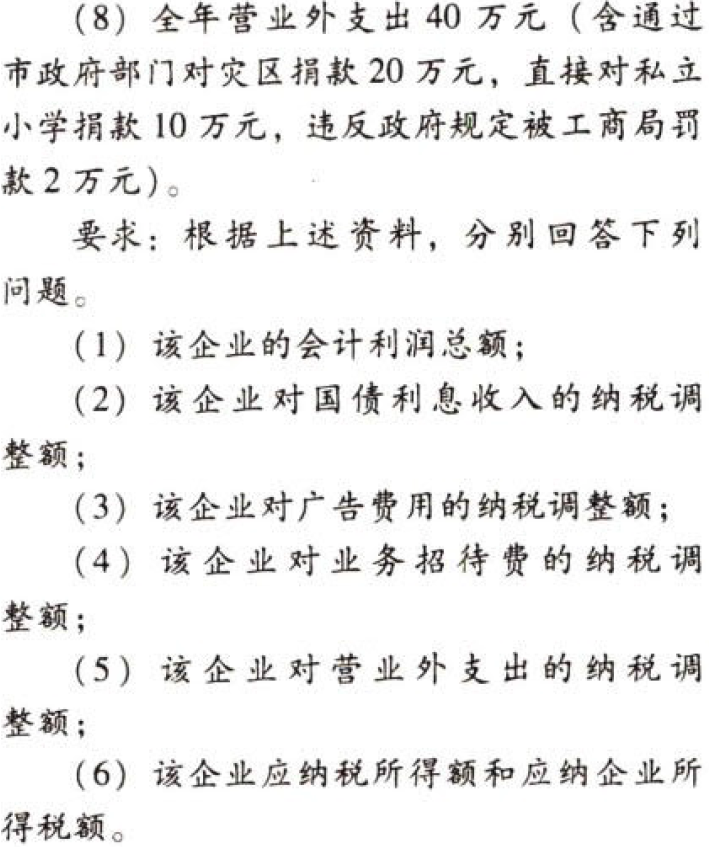 (8) 全年营业外支出 40 万元 (含通过
市政府部门对灾区捐款 20 万元, 直接对私立
小学捐款 10 万元, 违反政府规定被工商局罚
款 2 万元)。
要求: 根据上述资料, 分别回答下列
问题。
(1) 该企业的会计利润总额;
(2) 该企业对国债利息收入的纳税调
整额;
(3) 该企业对广告费用的纳税调整额;
(4) 该企业对业务招待费的纳税调
整额;
(5) 该企业对营业外支出的纳税调
整额;
(6) 该企业应纳税所得额和应纳企业所
得税额。